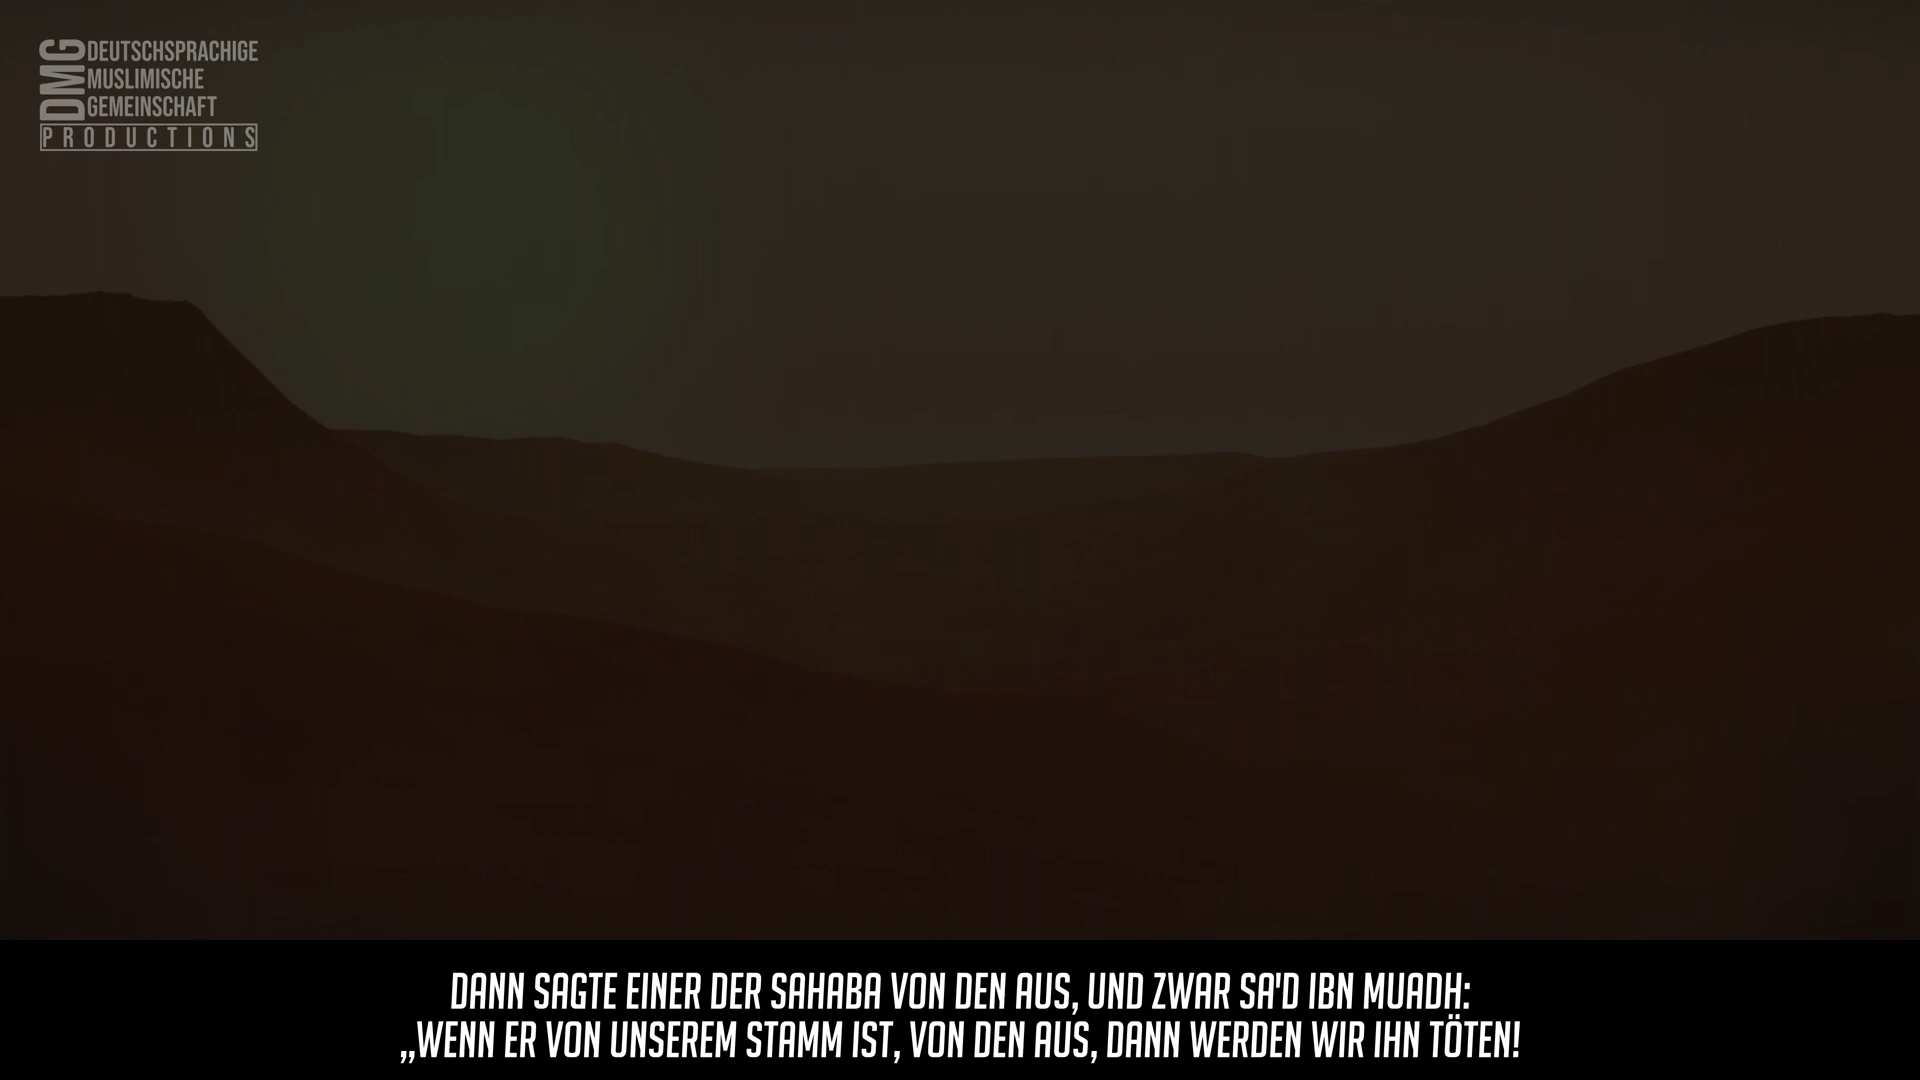 DMG
DEUTSCHSPRACHIGE
MUSLIMISCHE
GEMEINSCHAFT
PRODUCTIONS
DANN SAGTE EINER DER SAHABA VON DEN AUS, UND ZWAR SA'D IBN MUADH:
„WENN ER VON UNSEREM STAMM IST, VON DEN AUS, DANN WERDEN WIR IHN TÖTEN!